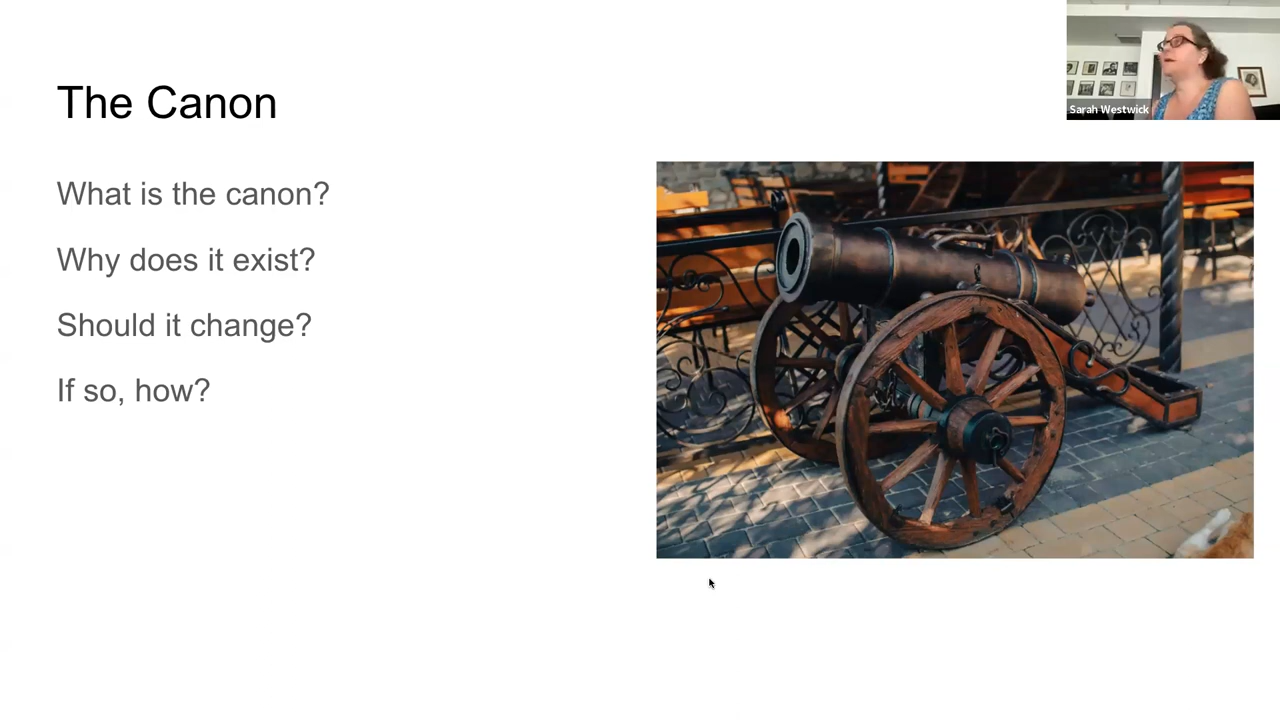 The Canon
What is the canon?
Why does it exist?
Should it change?
If so, how?
Sarah Westwick